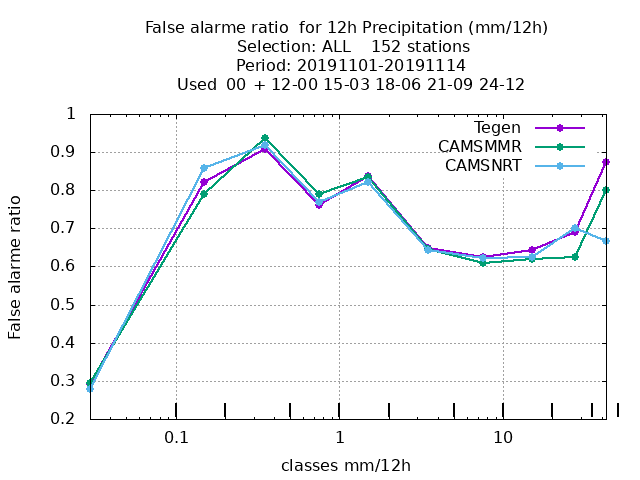 False alarme ratio  for 12h Precipitation (mm/12h)
Selection: ALL    152 stations
Period: 20191101-20191114
Used  00 + 12-00 15-03 18-06 21-09 24-12
Tegen
CAMSMMR
CAMSNRT
1
0.9
0.8
0.7
0.6
0.5
0.4
0.3
0.2
False alarme ratio
0.1 1 10
classes mm/12h